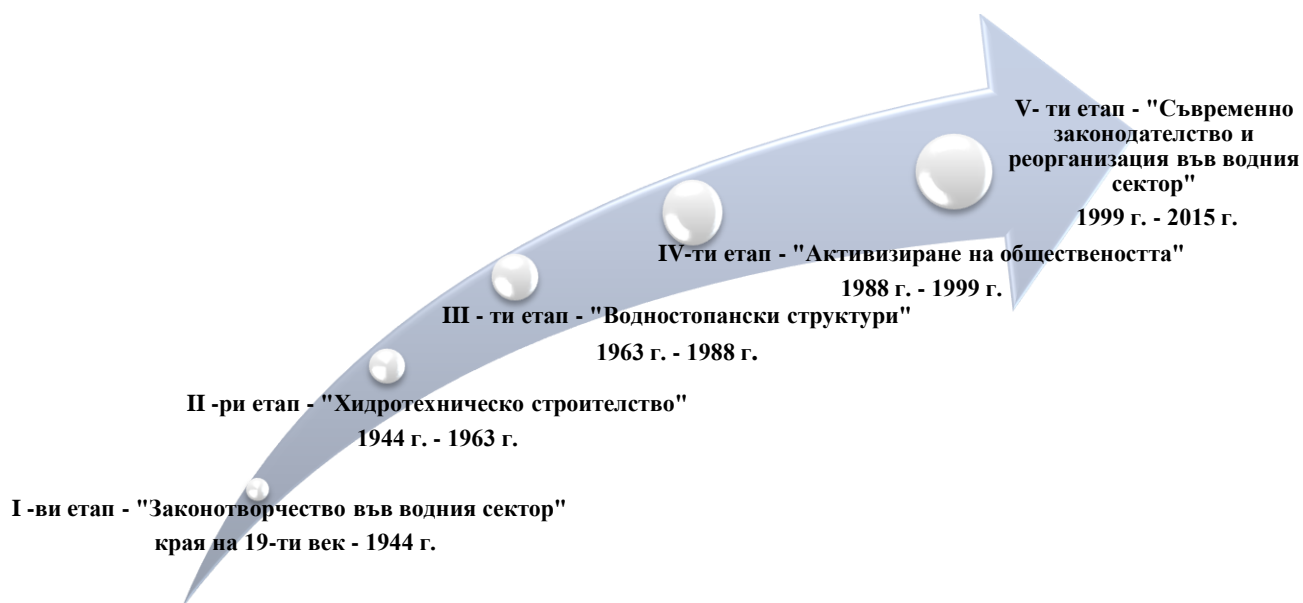 V- ти етап - "Съвременно
законодателство и
реорганизация във водния
сектор"
1999 г. - 2015 г.
IV-ти етап - "Активизиране на обществеността"
1988 г. - 1999 г.
III - ти етап - "Водностопански структури"
1963 г. - 1988 г.
II -ри етап - "Хидротехническо строителство"
1944 г. - 1963 г.
I -ви етап - "Законотворчество във водния сектор"
края на 19-ти век - 1944 г.